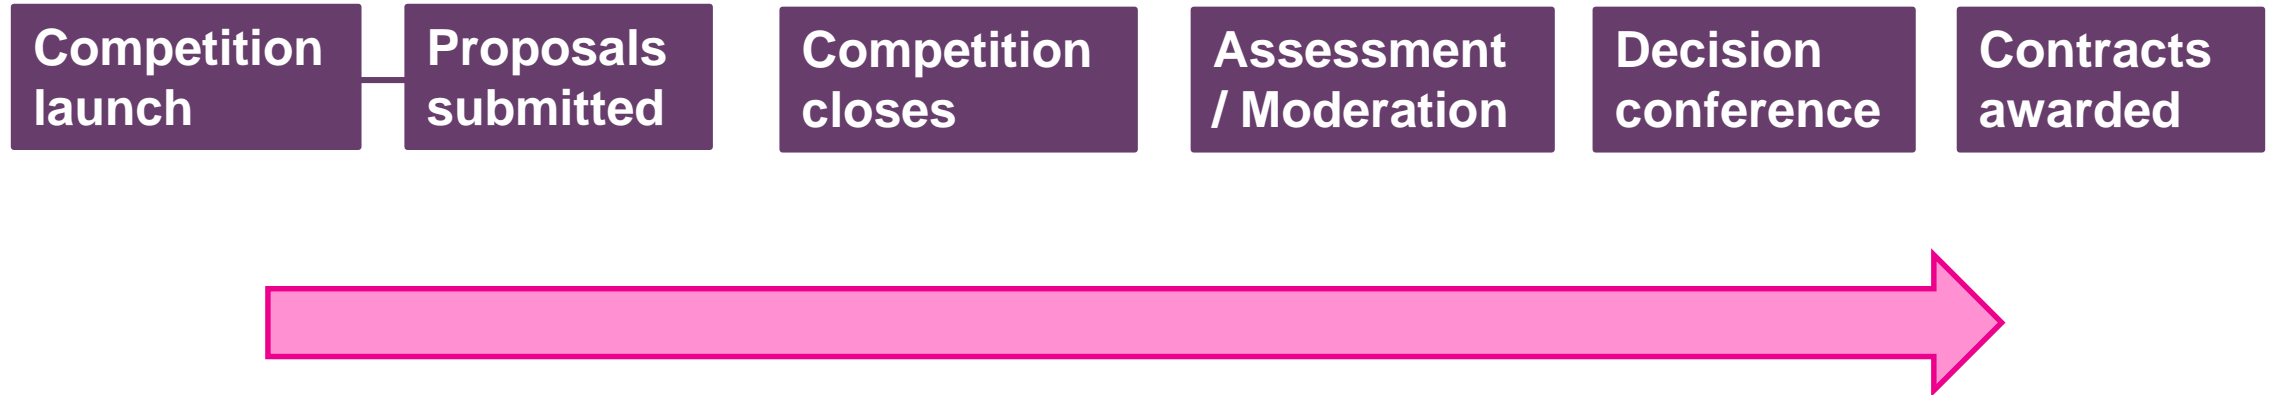 Competition
launch
Proposals
submitted
Competition
closes
Assessment
/ Moderation
Decision
conference
Contracts
awarded